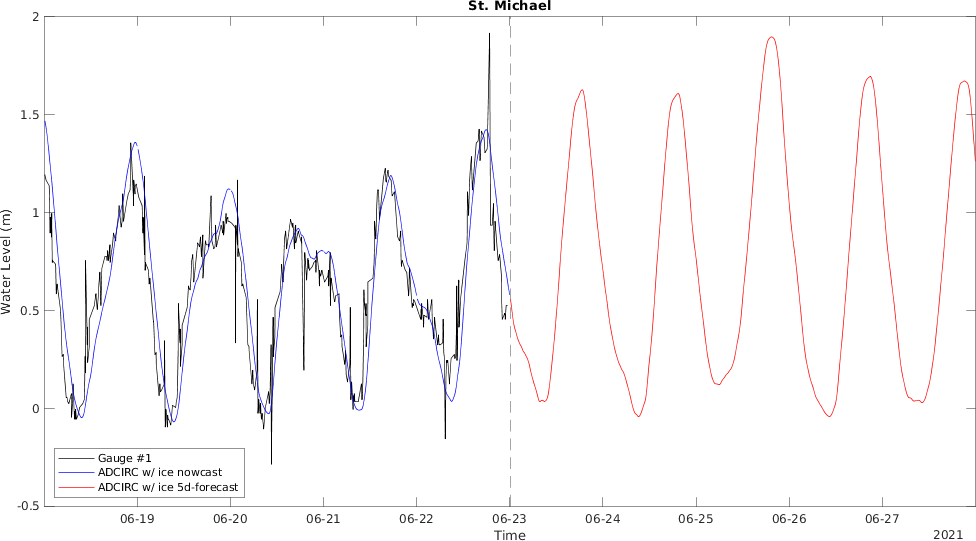 St. Michael
2
1.5
1
0.5
0
-0.5
Water Level (m)
Gauge #1
ADCIRC w/ ice nowcast
ADCIRC w/ ice 5d-forecast
06-19 06-20 06-21 06-22 06-23 06-24 06-25 06-26 06-27
Time
2021